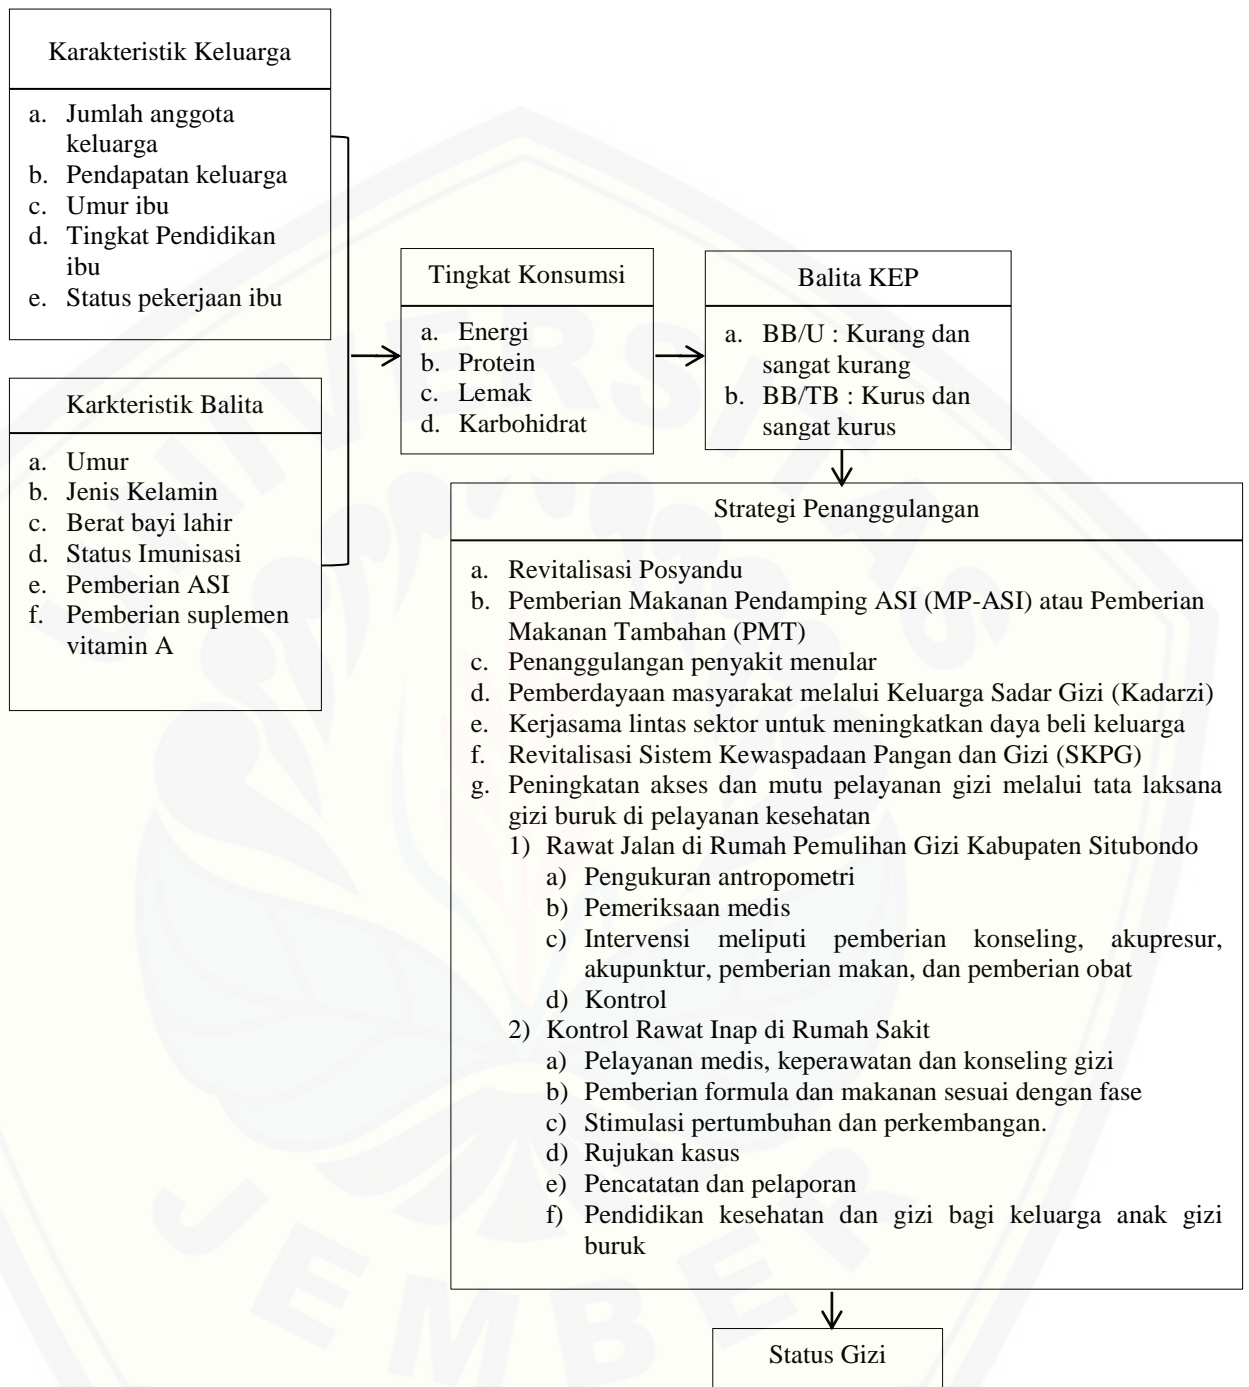 Karakteristik Keluarga
a. Jumlah anggota
keluarga
b. Pendapatan keluarga
c. Umur ibu
d. Tingkat Pendidikan
ibu
e. Status pekerjaan ibu
Karkteristik Balita
a. Umur
b. Jenis Kelamin
c. Berat bayi lahir
d. Status Imunisasi
e. Pemberian ASI
f. Pemberian suplemen
vitamin A
Tingkat Konsumsi
a. Energi
b. Protein
c. Lemak
d. Karbohidrat
Balita KEP
a. BB/U : Kurang dan
sangat kurang
b. BB/TB : Kurus dan
sangat kurus
Strategi Penanggulangan
a. Revitalisasi Posyandu
b. Pemberian Makanan Pendamping ASI (MP-ASI) atau Pemberian
Makanan Tambahan (PMT)
c. Penanggulangan penyakit menular
d. Pemberdayaan masyarakat melalui Keluarga Sadar Gizi (Kadarzi)
e. Kerjasama lintas sektor untuk meningkatkan daya beli keluarga
f. Revitalisasi Sistem Kewaspadaan Pangan dan Gizi (SKPG)
g. Peningkatan akses dan mutu pelayanan gizi melalui tata laksana
gizi buruk di pelayanan kesehatan
1) Rawat Jalan di Rumah Pemulihan Gizi Kabupaten Situbondo
a) Pengukuran antropometri
b) Pemeriksaan medis
c) Intervensi meliputi pemberian konseling, akupresur,
akupunktur, pemberian makan, dan pemberian obat
d) Kontrol
2) Kontrol Rawat Inap di Rumah Sakit
a) Pelayanan medis, keperawatan dan konseling gizi
b) Pemberian formula dan makanan sesuai dengan fase
c) Stimulasi pertumbuhan dan perkembangan.
d) Rujukan kasus
e) Pencatatan dan pelaporan
f) Pendidikan kesehatan dan gizi bagi keluarga anak gizi
buruk
Status Gizi
UNIVERSITAS
JEMBER